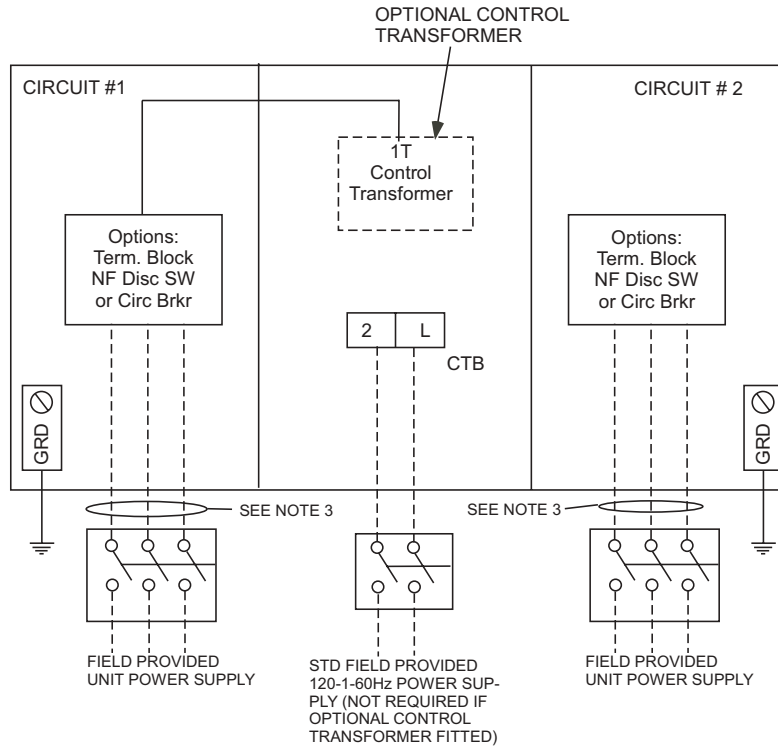 OPTIONAL CONTROL
TRANSFORMER
CIRCUIT #1
CIRCUIT # 2
1T
Control
Transformer
Options:
Term. Block
NF Disc SW
or Circ Brkr
Options:
Term. Block
NF Disc SW
or Circ Brkr
2 L
CTB
GRD
GRD
SEE NOTE 3
SEE NOTE 3
FIELD PROVIDED
UNIT POWER SUPPLY
STD FIELD PROVIDED
120-1-60Hz POWER SUP-
PLY (NOT REQUIRED IF
OPTIONAL CONTROL
TRANSFORMER FITTED)
FIELD PROVIDED
UNIT POWER SUPPLY